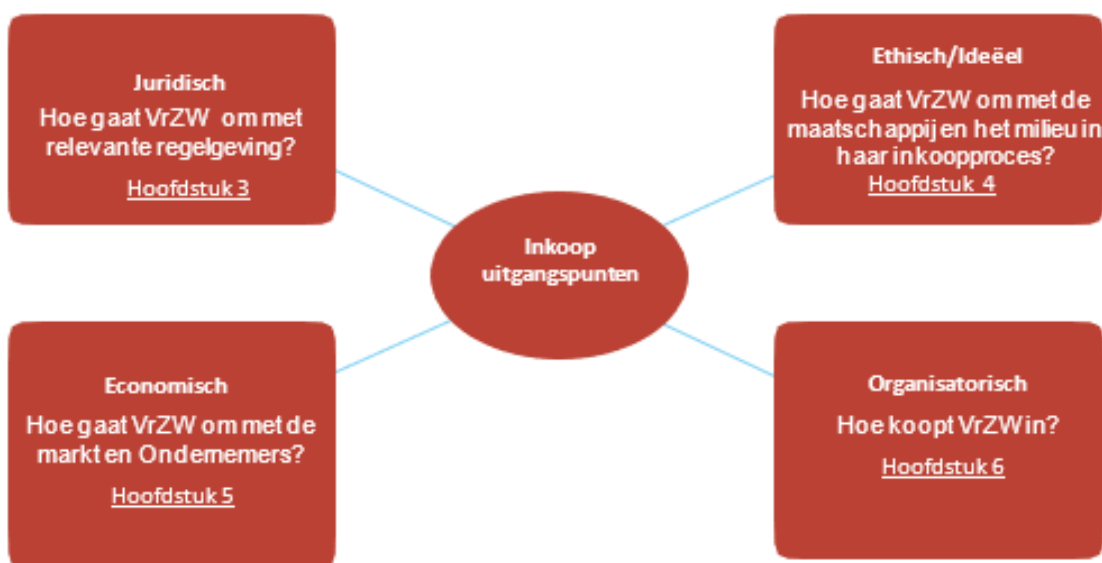 Juridisch
Hoe gaat VrZW om met
relevante regelgeving?
Hoofdstuk 3
Ethisch/Ideëel
Hoe gaat VrZW om met de
maatschappij en het milieu in
haar inkoopproces?
Hoofdstuk 4
Inkoop
uitgangspunten
Economisch
Hoe gaat VrZW om met de
markt en Ondernemers?
Hoofdstuk 5
Organisatorisch
Hoe koopt VrZW in?
Hoofdstuk 6